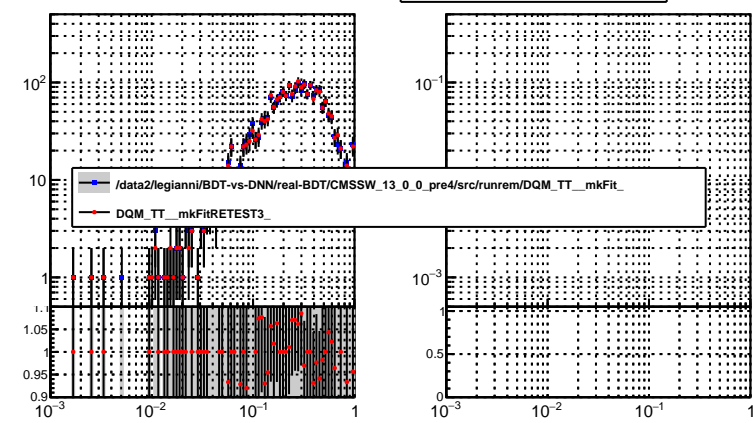 10² 10⁻¹
/data2/legianni/BDT-vs-DNN/real-BDT/CMSSW_13_0_0_pre4/src/runrem/DQM_TT__mkFit_
10
DQM_TT__mkFitRETEST3_
1 10⁻³
1.1 1
1.05
1 0.5
0.95
0.9 0
10⁻³ 10⁻² 10⁻¹ 1 10⁻³ 10⁻² 10⁻¹ 1